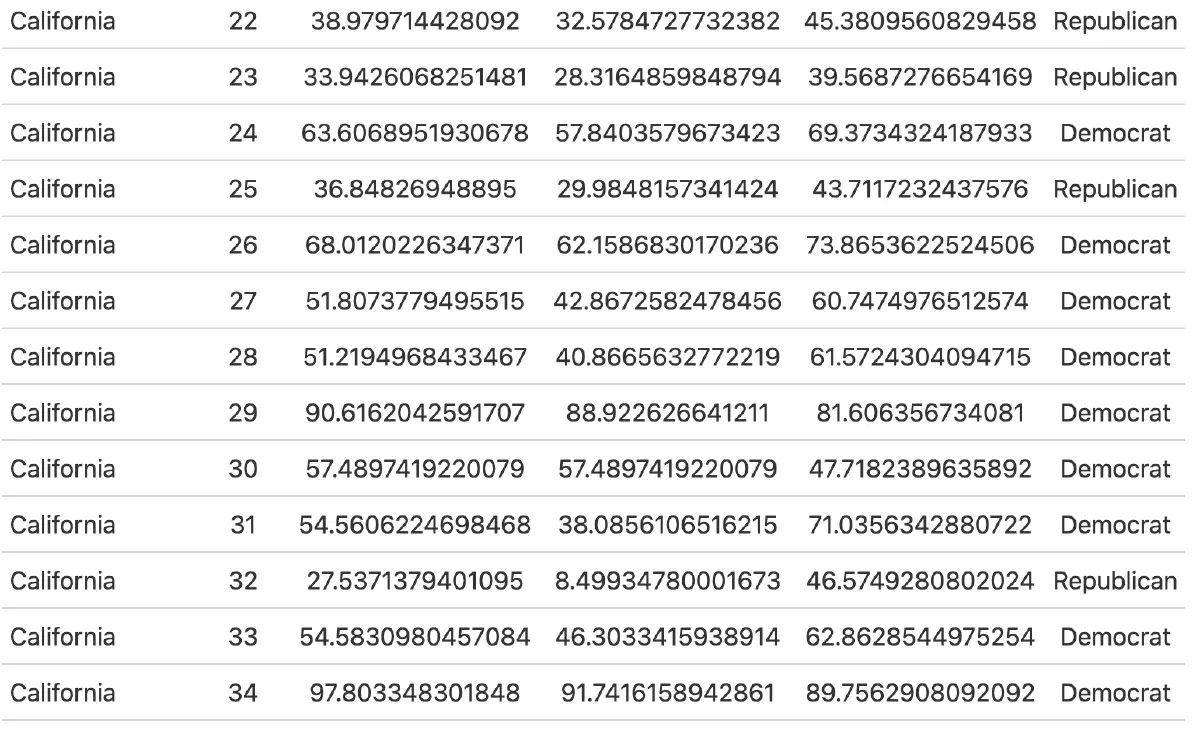 California 22 38.979714428092 32.5784727732382 45.3809560829458 Republican
California 23 33.9426068251481 28.3164859848794 39.5687276654169 Republican
California 24 63.6068951930678 57.8403579673423 69.3734324187933 Democrat
California 25 36.84826948895 29.9848157341424 43.7117232437576 Republican
California 26 68.0120226347371 62.1586830170236 73.8653622524506 Democrat
California 27 51.8073779495515 42.8672582478456 60.7474976512574 Democrat
California 28 51.2194968433467 40.8665632772219 61.5724304094715 Democrat
California 29 90.6162042591707 88.922626641211 81.606356734081 Democrat
California 30 57.4897419220079 57.4897419220079 47.7182389635892 Democrat
California 31 54.5606224698468 38.0856106516215 71.0356342880722 Democrat
California 32 27.5371379401095 8.49934780001673 46.5749280802024 Republican
California 33 54.5830980457084 46.3033415938914 62.8628544975254 Democrat
California 34 97.803348301848 91.7416158942861 89.7562908092092 Democrat